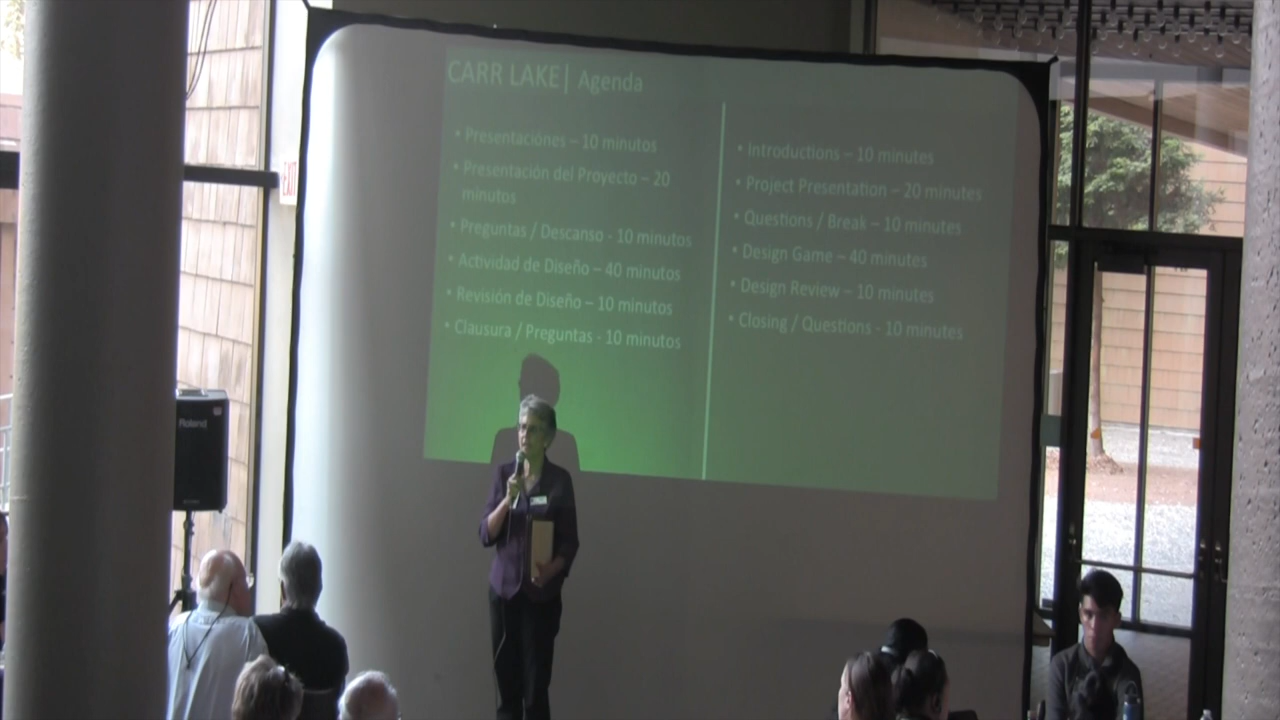 CARR LAKE| Agenda
• Presentaciónes – 10 minutos
• Presentación del Proyecto – 20
minutos
• Preguntas / Descanso - 10 minutos
• Actividad de Diseño – 40 minutos
• Revisión de Diseño – 10 minutos
• Clausura / Preguntas - 10 minutos
• Introductions – 10 minutes
• Project Presentation – 20 minutes
• Questions / Break – 10 minutes
• Design Game – 40 minutes
• Design Review – 10 minutes
• Closing / Questions - 10 minutes
EXIT
Roland